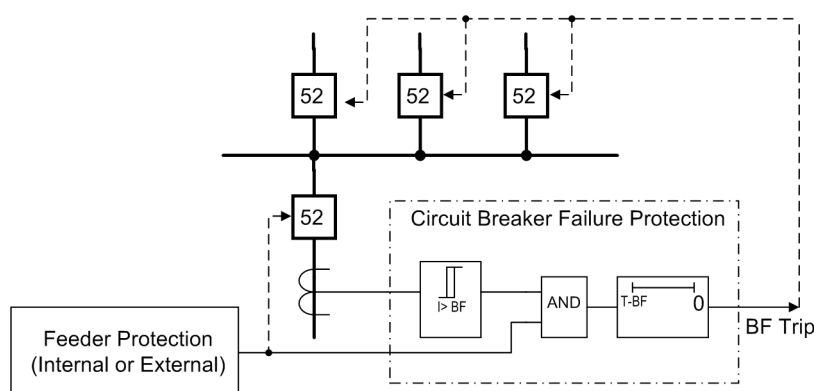 52
52
52
52
Circuit Breaker Failure Protection
I> BF
AND
T-BF
0
BF Trip
Feeder Protection
(Internal or External)